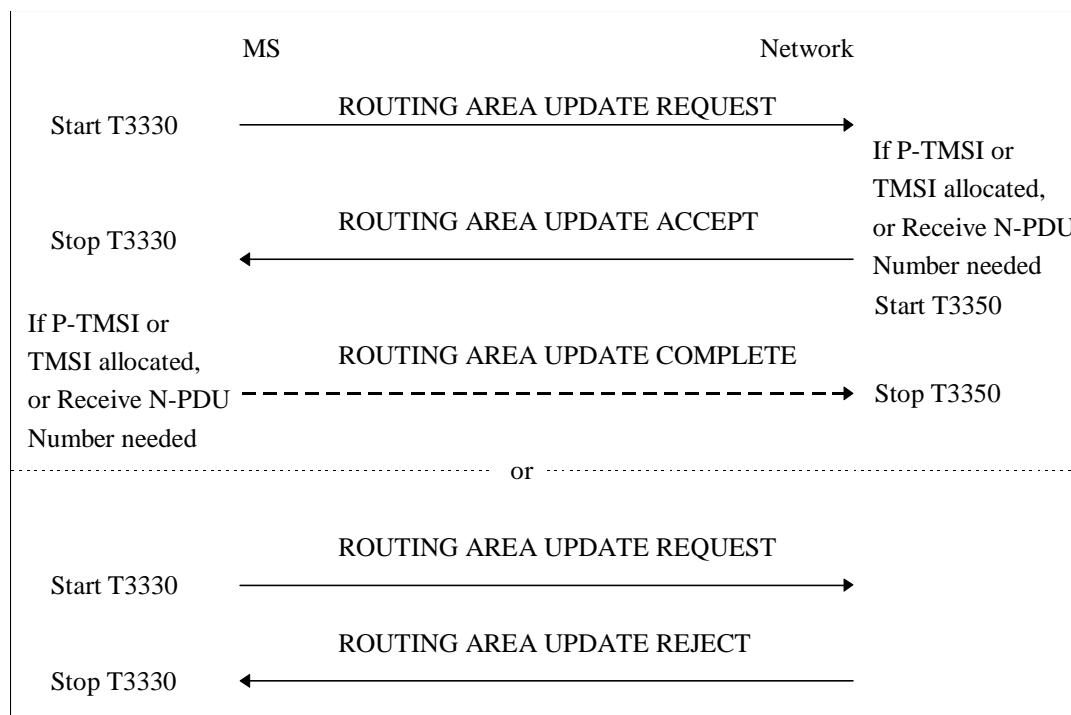 MS
Network
ROUTING AREA UPDATE REQUEST
Start T3330
If P-TMSI or
TMSI allocated,
or Receive N-PDU
Number needed
Start T3350
ROUTING AREA UPDATE ACCEPT
Stop T3330
If P-TMSI or
TMSI allocated,
or Receive N-PDU
Number needed
ROUTING AREA UPDATE COMPLETE
Stop T3350
or
ROUTING AREA UPDATE REQUEST
Start T3330
ROUTING AREA UPDATE REJECT
Stop T3330